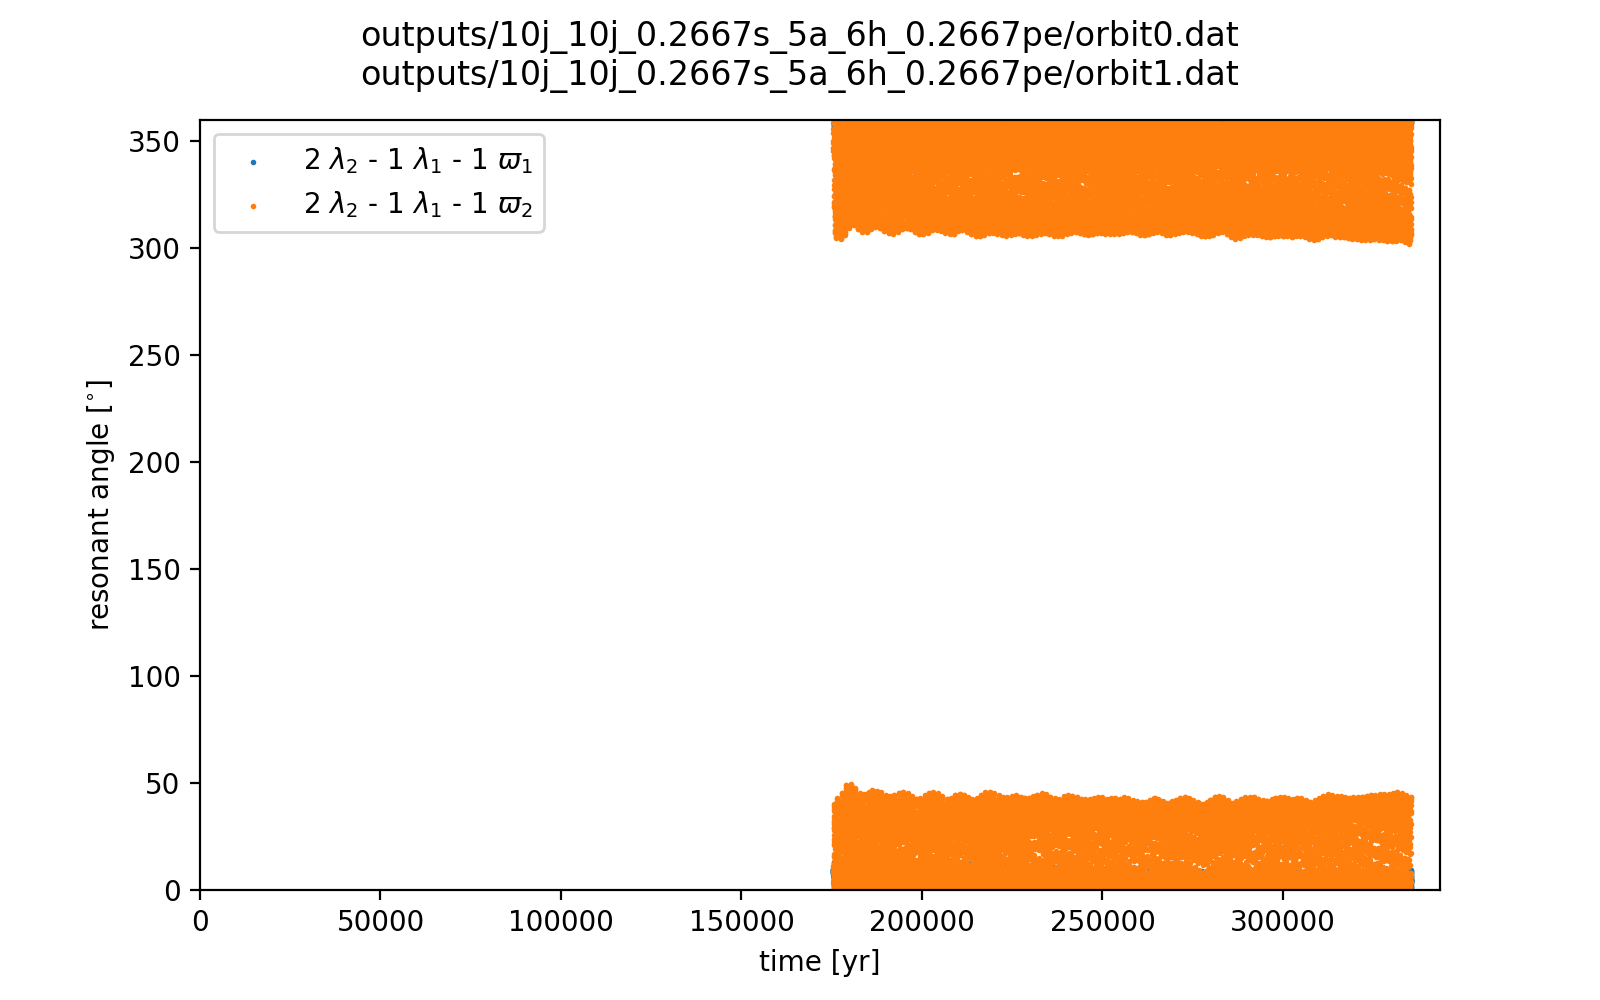 outputs/10j_10j_0.2667s_5a_6h_0.2667pe/orbit0.dat
outputs/10j_10j_0.2667s_5a_6h_0.2667pe/orbit1.dat
2 λ₂ - 1 λ₁ - 1 ϖ₁
2 λ₂ - 1 λ₁ - 1 ϖ₂
350
300
250
200
150
100
50
0
resonant angle [°]
0 50000 100000 150000 200000 250000 300000
time [yr]